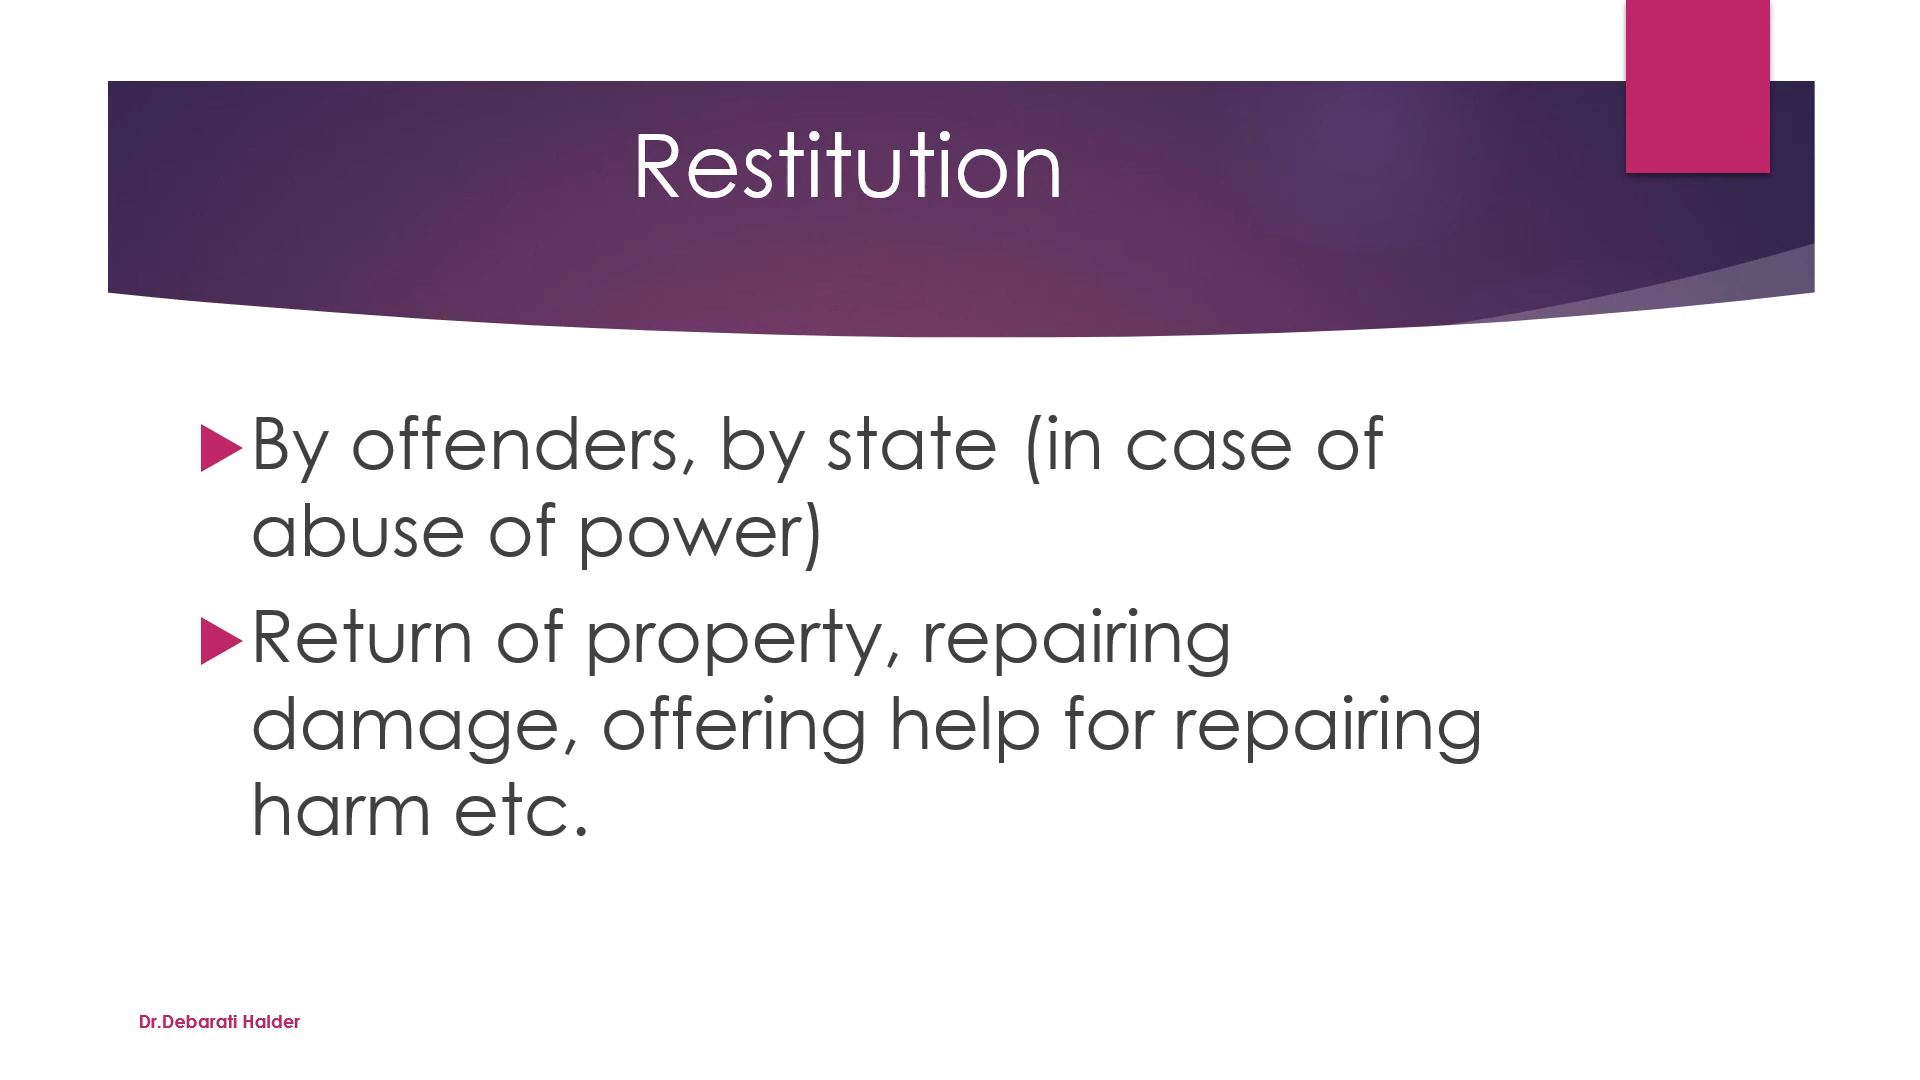 Restitution
By offenders, by state (in case of
abuse of power)
Return of property, repairing
damage, offering help for repairing
harm etc.
Dr.Debarati Halder